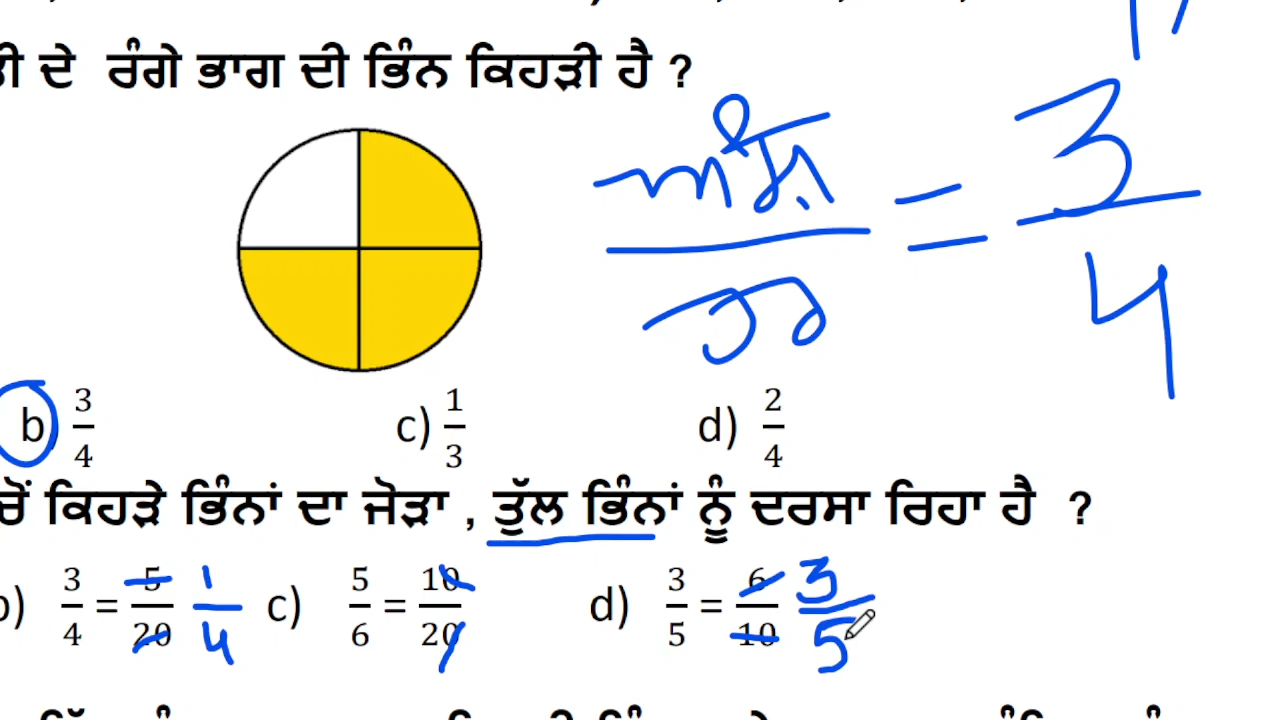 ਦੇ ਰੰਗੇ ਭਾਗ ਦੀ ਭਿੰਨ ਕਿਹੜੀ ਹੈ ?
ਅੰਸ਼ = 3
ਹਰ 4
b) 3/4 c) 1/3 d) 2/4
ਚੋਂ ਕਿਹੜੇ ਭਿੰਨਾਂ ਦਾ ਜੋੜਾ , ਤੁੱਲ ਭਿੰਨਾਂ ਨੂੰ ਦਰਸਾ ਰਿਹਾ ਹੈ ?
b) 3/4 = 5/20 1/4 c) 5/6 = 10/20 d) 3/5 = 6/10 3/5